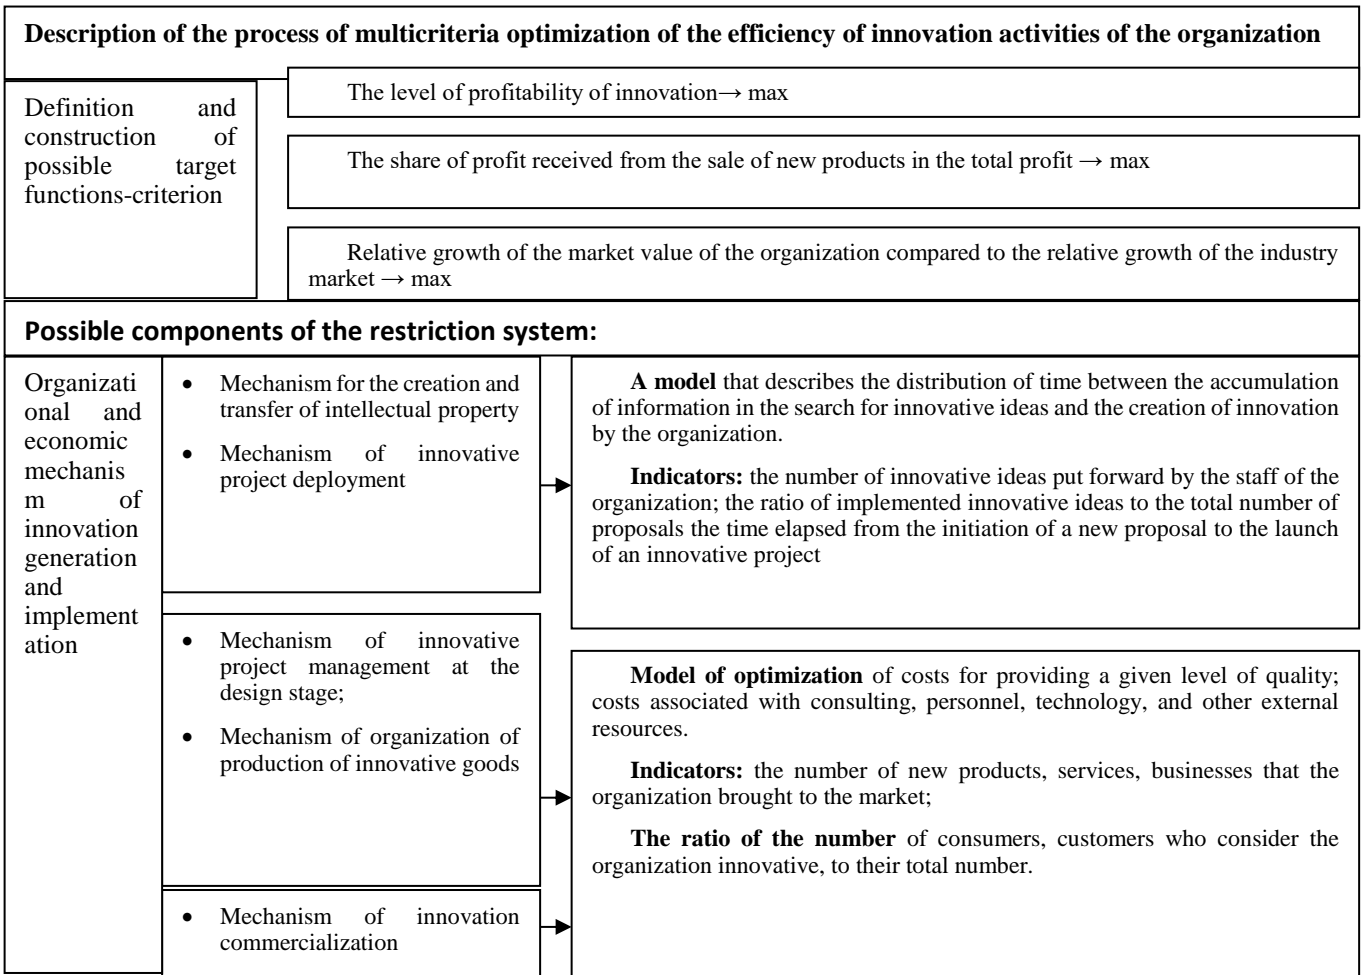 Description of the process of multicriteria optimization of the efficiency of innovation activities of the organization
Definition and
construction of
possible target
functions-criterion
The level of profitability of innovation→ max
The share of profit received from the sale of new products in the total profit → max
Relative growth of the market value of the organization compared to the relative growth of the industry
market → max
Possible components of the restriction system:
Organizati
onal and
economic
mechanis
m of
innovation
generation
and
implement
ation
• Mechanism for the creation and
transfer of intellectual property
• Mechanism of innovative
project deployment
A model that describes the distribution of time between the accumulation
of information in the search for innovative ideas and the creation of innovation
by the organization.
Indicators: the number of innovative ideas put forward by the staff of the
organization; the ratio of implemented innovative ideas to the total number of
proposals the time elapsed from the initiation of a new proposal to the launch
of an innovative project
• Mechanism of innovative
project management at the
design stage;
• Mechanism of organization of
production of innovative goods
Model of optimization of costs for providing a given level of quality;
costs associated with consulting, personnel, technology, and other external
resources.
Indicators: the number of new products, services, businesses that the
organization brought to the market;
The ratio of the number of consumers, customers who consider the
organization innovative, to their total number.
• Mechanism of innovation
commercialization